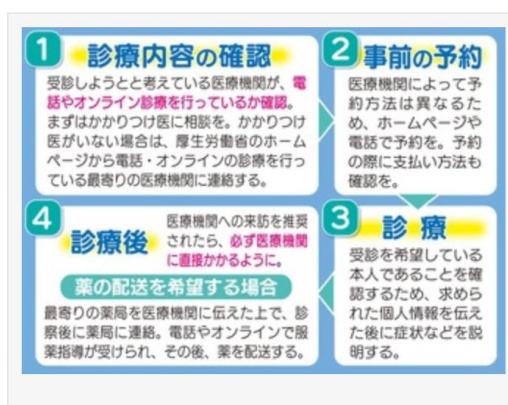 1 診療内容の確認
受診しようとと考えている医療機関が、電
話やオンライン診療を行っているか確認。
まずはかかりつけ医に相談を。かかりつけ
医がいない場合は、厚生労働省のホーム
ページから電話・オンラインの診療を行っ
ている最寄りの医療機関に連絡する。
2 事前の予約
医療機関によって予
約方法は異なるた
め、ホームページや
電話で予約を。予約
の際に支払い方法も
確認を。
3 診療
受診を希望している
本人であることを確
認するため、求めら
れた個人情報を伝え
た後に症状などを説
明する。
4 診療後
医療機関への来訪を推奨
されたら、必ず医療機関
に直接かかるように。
薬の配送を希望する場合
最寄りの薬局を医療機関に伝えた上で、診
察後に薬局に連絡。電話やオンラインで服
薬指導が受けられ、その後、薬を配送する。